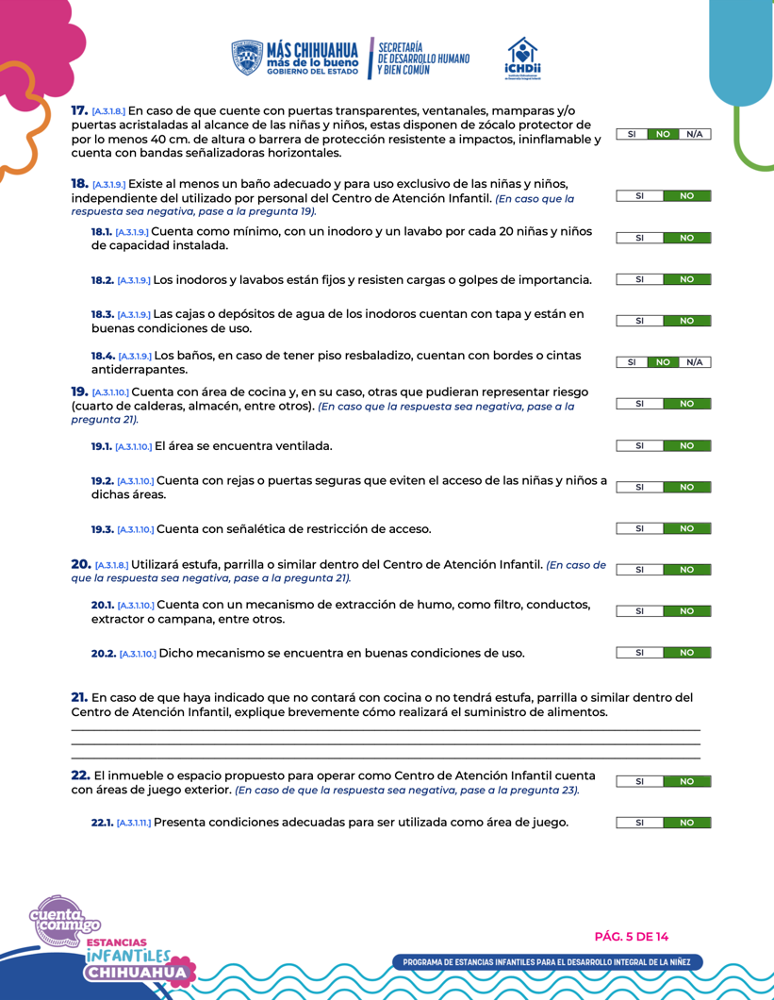 MÁS CHIHUAHUA
más de lo bueno
GOBIERNO DEL ESTADO
SECRETARÍA
DE DESARROLLO HUMANO
Y BIEN COMÚN
iCHDii
17. [A.3.1.8.] En caso de que cuente con puertas transparentes, ventanales, mamparas y/o
puertas acristaladas al alcance de las niñas y niños, estas disponen de zócalo protector de
por lo menos 40 cm. de altura o barrera de protección resistente a impactos, ininflamable y
cuenta con bandas señalizadoras horizontales.
SI NO N/A
18. [A.3.1.9.] Existe al menos un baño adecuado y para uso exclusivo de las niñas y niños,
independiente del utilizado por personal del Centro de Atención Infantil. (En caso que la
respuesta sea negativa, pase a la pregunta 19).
SI NO
18.1. [A.3.1.9.] Cuenta como mínimo, con un inodoro y un lavabo por cada 20 niñas y niños
de capacidad instalada.
SI NO
18.2. [A.3.1.9.] Los inodoros y lavabos están fijos y resisten cargas o golpes de importancia.
SI NO
18.3. [A.3.1.9.] Las cajas o depósitos de agua de los inodoros cuentan con tapa y están en
buenas condiciones de uso.
SI NO
18.4. [A.3.1.9.] Los baños, en caso de tener piso resbaladizo, cuentan con bordes o cintas
antiderrapantes.
SI NO N/A
19. [A.3.1.10.] Cuenta con área de cocina y, en su caso, otras que pudieran representar riesgo
(cuarto de calderas, almacén, entre otros). (En caso que la respuesta sea negativa, pase a la
pregunta 21).
SI NO
19.1. [A.3.1.10.] El área se encuentra ventilada.
SI NO
19.2. [A.3.1.10.] Cuenta con rejas o puertas seguras que eviten el acceso de las niñas y niños a
dichas áreas.
SI NO
19.3. [A.3.1.10.] Cuenta con señalética de restricción de acceso.
SI NO
20. [A.3.1.8.] Utilizará estufa, parrilla o similar dentro del Centro de Atención Infantil. (En caso de
que la respuesta sea negativa, pase a la pregunta 21).
SI NO
20.1. [A.3.1.10.] Cuenta con un mecanismo de extracción de humo, como filtro, conductos,
extractor o campana, entre otros.
SI NO
20.2. [A.3.1.10.] Dicho mecanismo se encuentra en buenas condiciones de uso.
SI NO
21. En caso de que haya indicado que no contará con cocina o no tendrá estufa, parrilla o similar dentro del
Centro de Atención Infantil, explique brevemente cómo realizará el suministro de alimentos.
22. El inmueble o espacio propuesto para operar como Centro de Atención Infantil cuenta
con áreas de juego exterior. (En caso de que la respuesta sea negativa, pase a la pregunta 23).
SI NO
22.1. [A.3.1.11.] Presenta condiciones adecuadas para ser utilizada como área de juego.
SI NO
cuenta
conmigo
ESTANCIAS
iNFANTiLES
CHIHUAHUA
PÁG. 5 DE 14
PROGRAMA DE ESTANCIAS INFANTILES PARA EL DESARROLLO INTEGRAL DE LA NIÑEZ